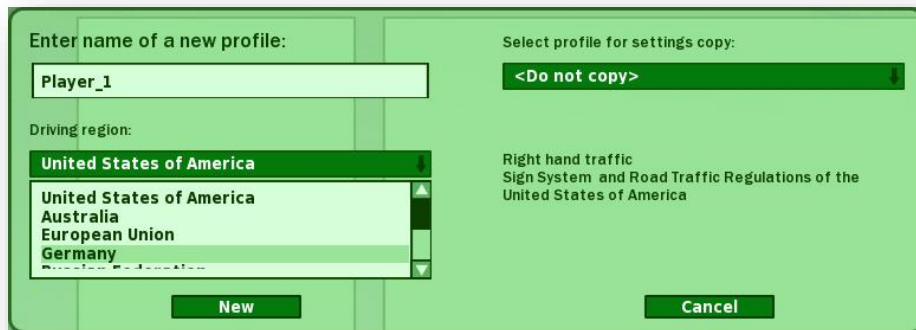 Enter name of a new profile:
Player_1
Driving region:
United States of America
United States of America
Australia
European Union
Germany
Russian Federation
New
Select profile for settings copy:
<Do not copy>
Right hand traffic
Sign System and Road Traffic Regulations of the
United States of America
Cancel